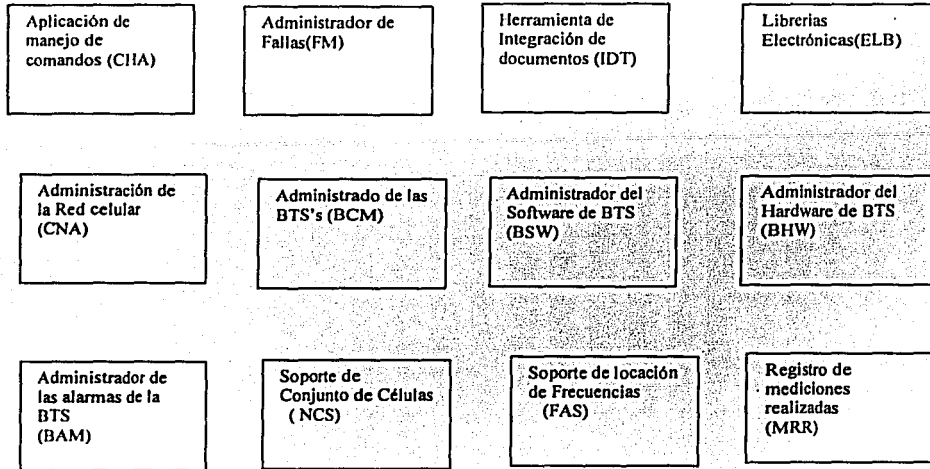 Aplicación de
manejo de
comandos (CHA)
Administrador de
Fallas(FM)
Herramienta de
Integración de
documentos (IDT)
Librerias
Electrónicas(ELB)
Administración de
la Red celular
(CNA)
Administrado de las
BTS's (BCM)
Administrador del
Software de BTS
(BSW)
Administrador del
Hardware de BTS
(BHW)
Administrador de
las alarmas de la
BTS
(BAM)
Soporte de
Conjunto de Células
( NCS)
Soporte de locación
de Frecuencias
(FAS)
Registro de
mediciones
realizadas
(MRR)